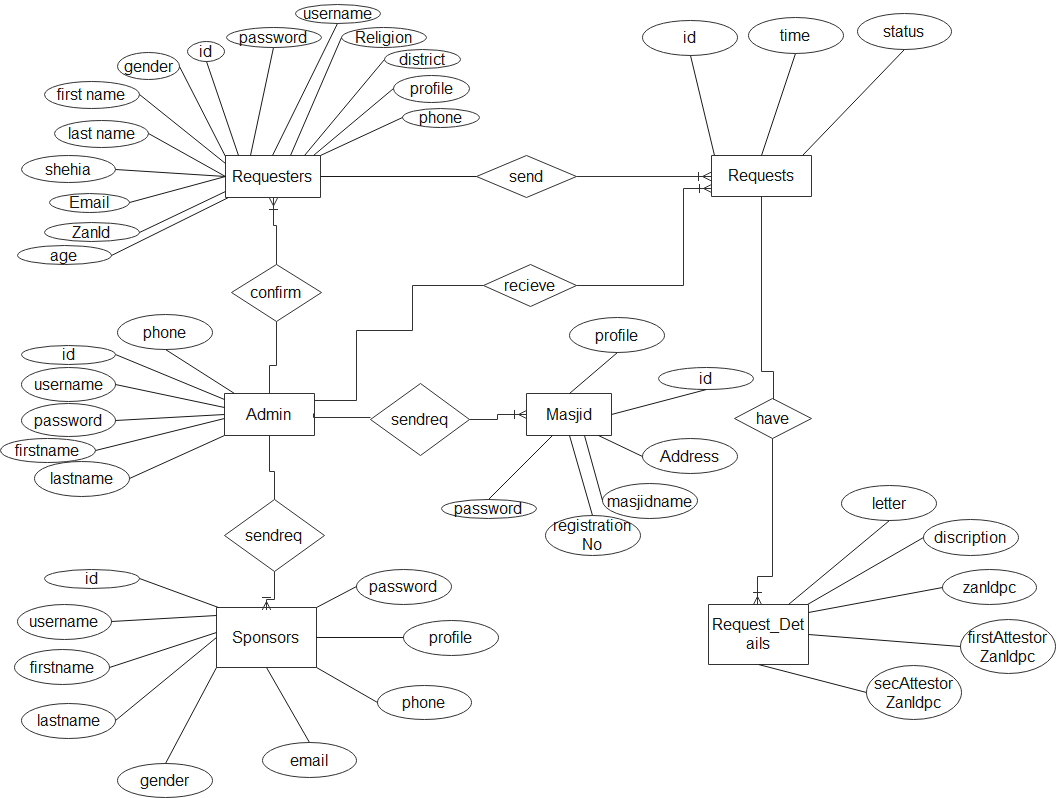 username
password
Religion
id
gender
district
first name
profile
last name
phone
shehia
Email
ZanId
age
Requesters
id
time
status
send
Requests
confirm
recieve
phone
id
username
password
firstname
lastname
Admin
sendreq
profile
id
Masjid
Address
masjidname
password
registration
No
have
sendreq
letter
discription
zanIdpc
firstAttestor
ZanIdpc
secAttestor
ZanIdpc
Request_Det
ails
id
username
firstname
lastname
gender
email
phone
profile
password
Sponsors